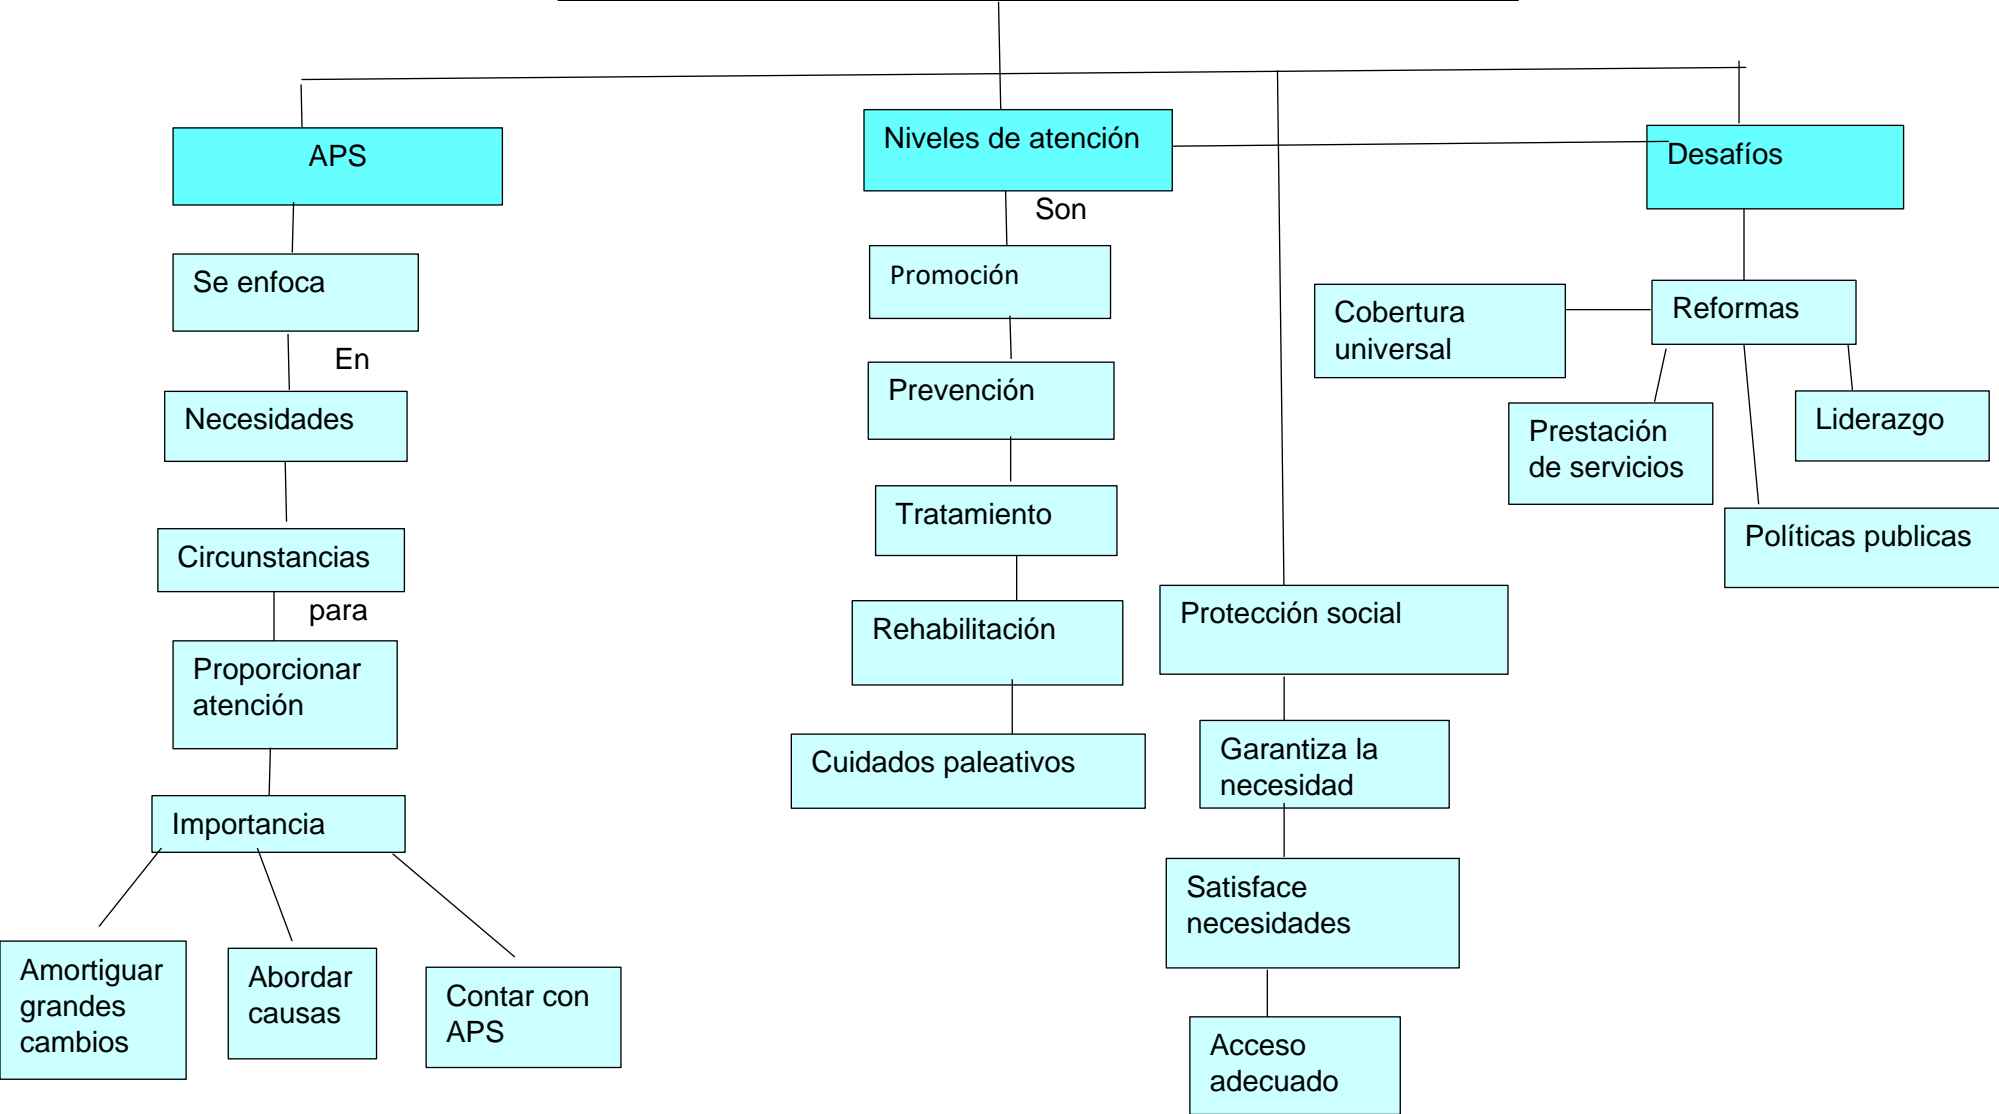 APS
Niveles de atención
Desafíos
Son
Se enfoca
Promoción
Cobertura
universal
Reformas
En
Necesidades
Prevención
Prestación
de servicios
Liderazgo
Circunstancias
Tratamiento
Políticas publicas
para
Proporcionar
atención
Rehabilitación
Protección social
Cuidados paleativos
Garantiza la
necesidad
Importancia
Satisface
necesidades
Amortiguar
grandes
cambios
Abordar
causas
Contar con
APS
Acceso
adecuado